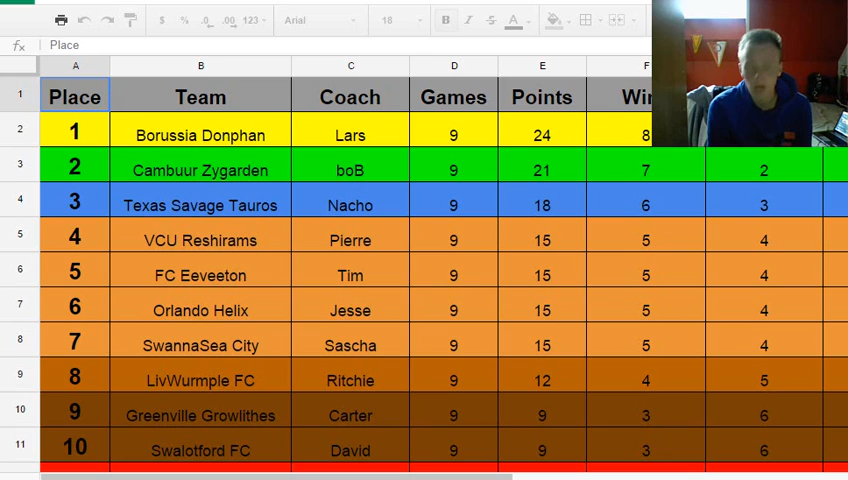 $ % .0 .00 123 Arial 18 B I S A
fx Place
A B C D E F
1 Place Team Coach Games Points Win
2 1 Borussia Donphan Lars 9 24 8
3 2 Cambuur Zygarden boB 9 21 7 2
4 3 Texas Savage Tauros Nacho 9 18 6 3
5 4 VCU Reshirams Pierre 9 15 5 4
6 5 FC Eeveeton Tim 9 15 5 4
7 6 Orlando Helix Jesse 9 15 5 4
8 7 SwannaSea City Sascha 9 15 5 4
9 8 LivWurmple FC Ritchie 9 12 4 5
10 9 Greenville Growlithes Carter 9 9 3 6
11 10 Swalotford FC David 9 9 3 6